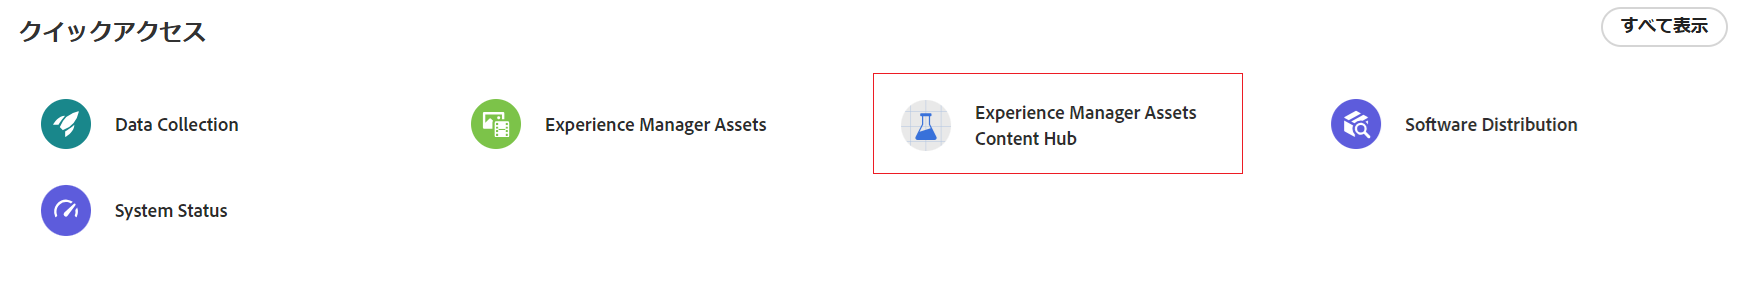 クイックアクセス
すべて表示
Data Collection
Experience Manager Assets
Experience Manager Assets
Content Hub
Software Distribution
System Status